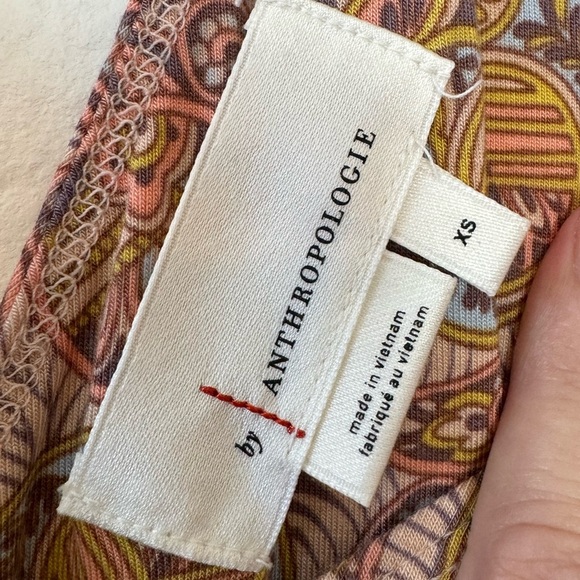 by ANTHROPOLOGIE
XS
made in vietnam
fabriqué au vietnam